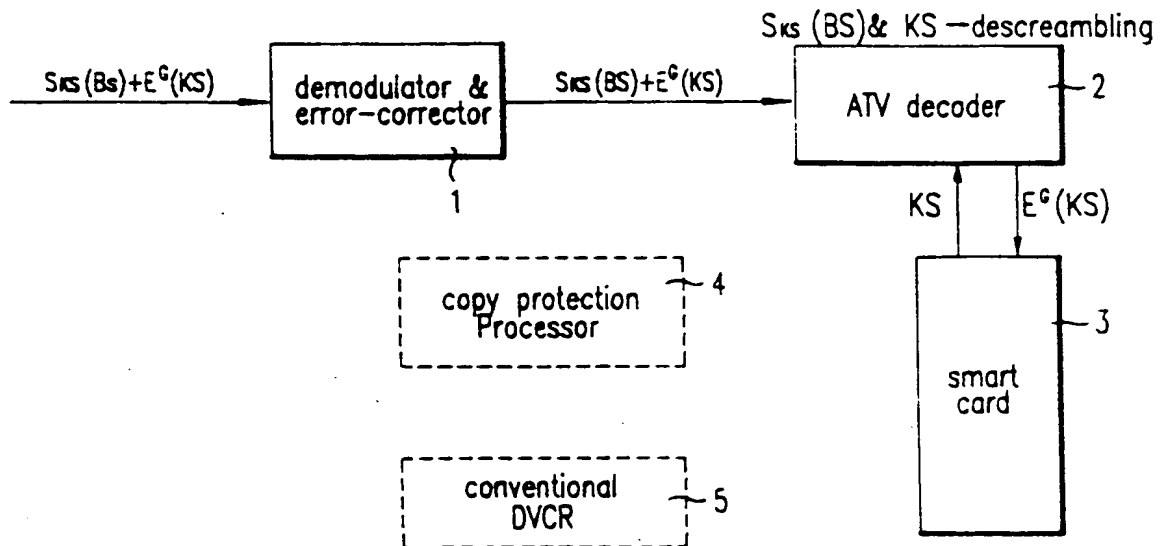 SKS (BS)& KS —descreambling
SKS(Bs)+E^G(KS)
demodulator &
error-corrector
1
SKS(BS)+E^G(KS)
ATV decoder
2
KS
E^G(KS)
copy protection
Processor
4
smart
card
3
conventional
DVCR
5